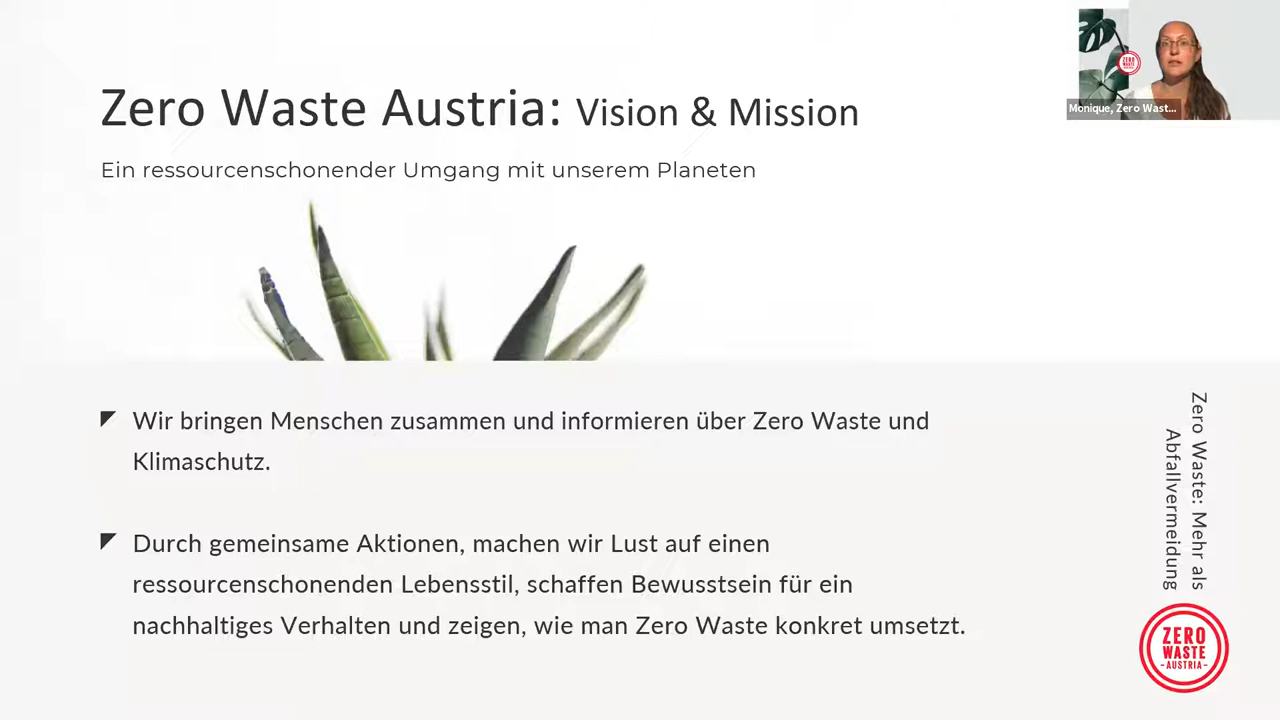 Zero Waste Austria: Vision & Mission
Ein ressourcenschonender Umgang mit unserem Planeten
Monique, Zero Wast...
Wir bringen Menschen zusammen und informieren über Zero Waste und
Klimaschutz.
Durch gemeinsame Aktionen, machen wir Lust auf einen
ressourcenschonenden Lebensstil, schaffen Bewusstsein für ein
nachhaltiges Verhalten und zeigen, wie man Zero Waste konkret umsetzt.
Zero Waste: Mehr als
Abfallvermeidung
ZERO
WASTE
-AUSTRIA-